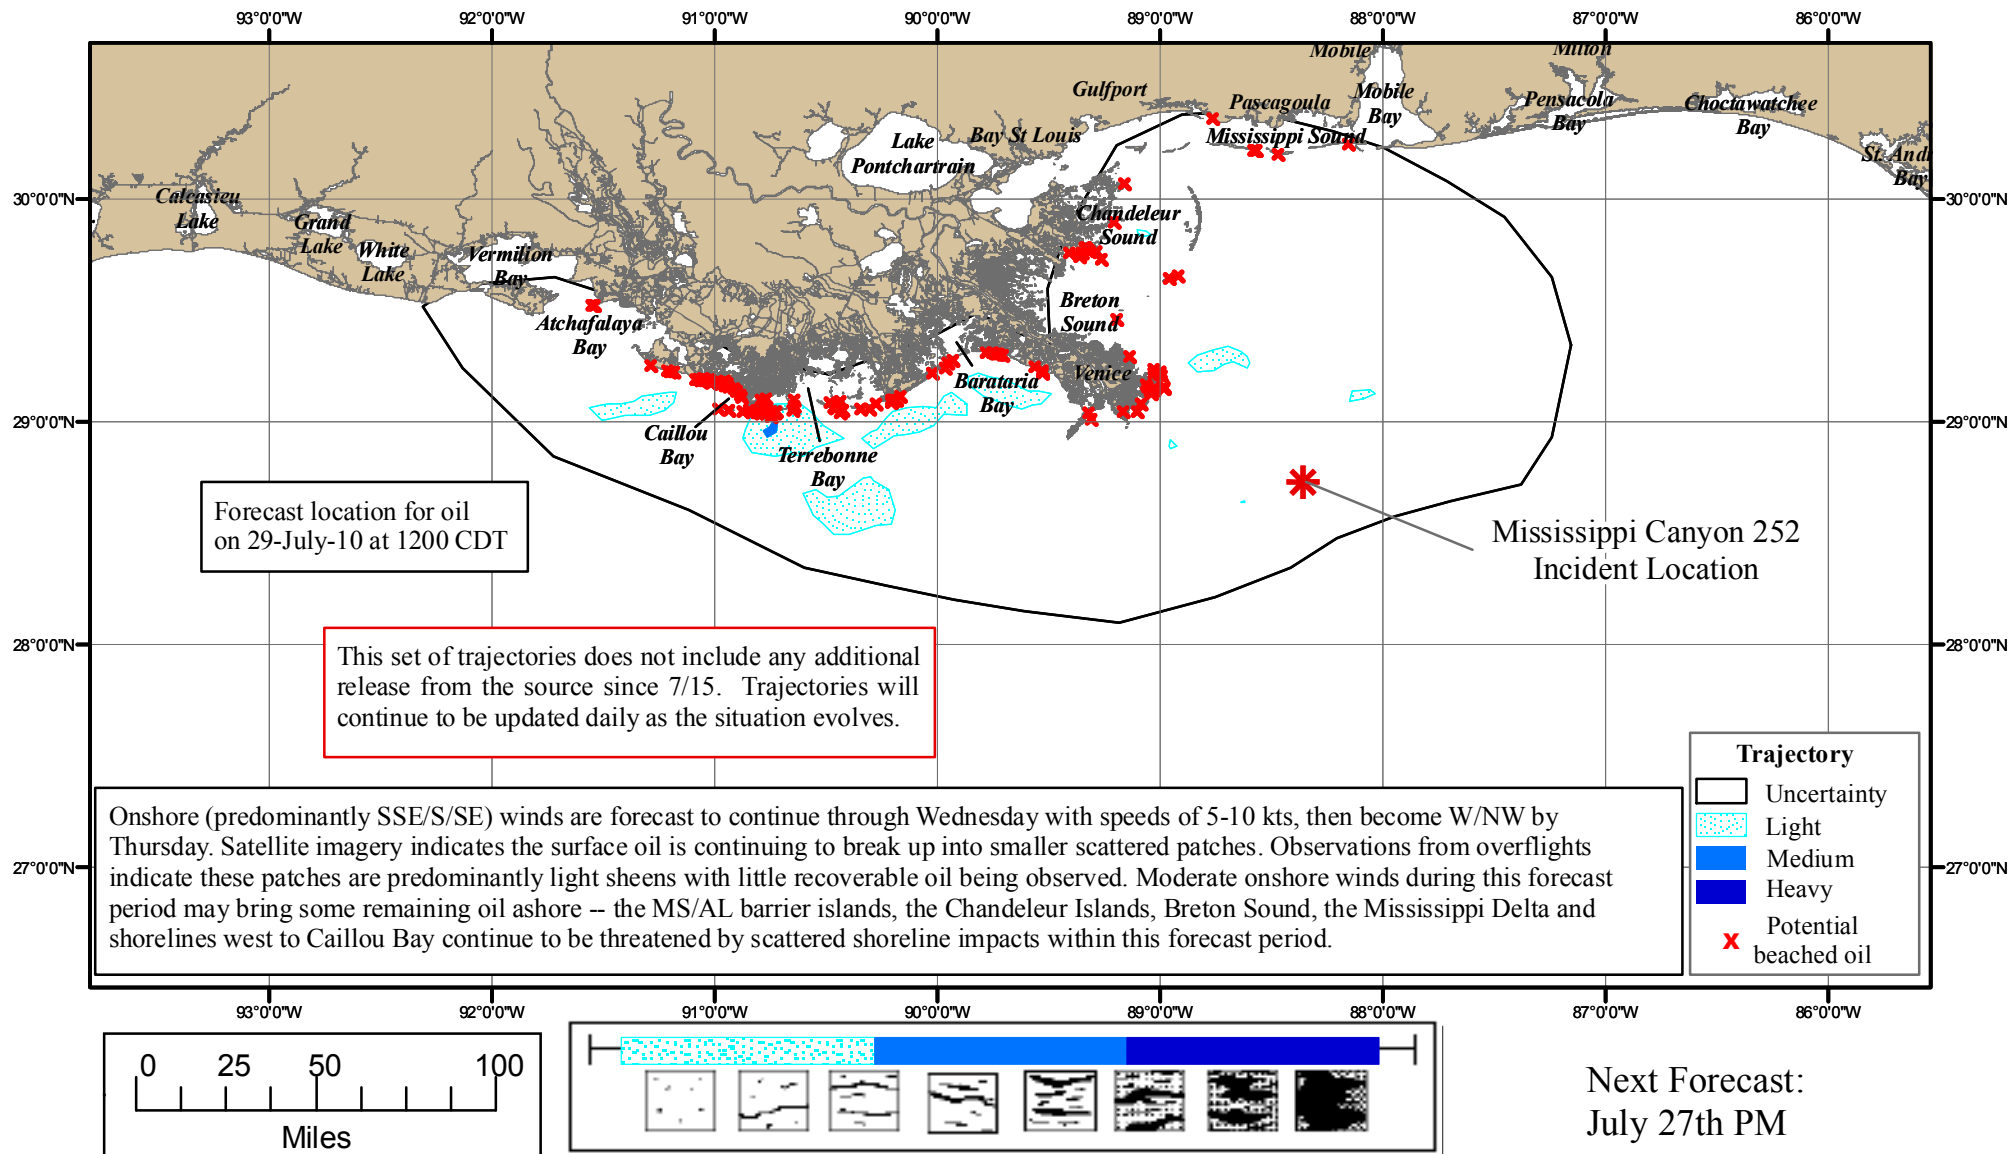 93°0'0"W 92°0'0"W 91°0'0"W 90°0'0"W 89°0'0"W 88°0'0"W 87°0'0"W 86°0'0"W
Mobile
Milton
Gulfport
Pascagoula
Mobile
Bay
Pensacola
Bay
Choctawatchee
Bay
Lake
Pontchartrain
Bay St Louis
Mississippi Sound
St. Andr
Bay
30°0'0"N
30°0'0"N
Calcasieu
Lake
Grand
Lake
White
Lake
Vermilion
Bay
Chandeleur
Sound
Atchafalaya
Bay
Breton
Sound
Venice
Barataria
Bay
29°0'0"N
29°0'0"N
Caillou
Bay
Terrebonne
Bay
Forecast location for oil
on 29-July-10 at 1200 CDT
Mississippi Canyon 252
Incident Location
28°0'0"N
28°0'0"N
This set of trajectories does not include any additional
release from the source since 7/15. Trajectories will
continue to be updated daily as the situation evolves.
Trajectory
Uncertainty
Light
Medium
Heavy
Potential
beached oil
Onshore (predominantly SSE/S/SE) winds are forecast to continue through Wednesday with speeds of 5-10 kts, then become W/NW by
Thursday. Satellite imagery indicates the surface oil is continuing to break up into smaller scattered patches. Observations from overflights
indicate these patches are predominantly light sheens with little recoverable oil being observed. Moderate onshore winds during this forecast
period may bring some remaining oil ashore -- the MS/AL barrier islands, the Chandeleur Islands, Breton Sound, the Mississippi Delta and
shorelines west to Caillou Bay continue to be threatened by scattered shoreline impacts within this forecast period.
27°0'0"N
27°0'0"N
93°0'0"W 92°0'0"W 91°0'0"W 90°0'0"W 89°0'0"W 88°0'0"W 87°0'0"W 86°0'0"W
0 25 50 100
Miles
Next Forecast:
July 27th PM